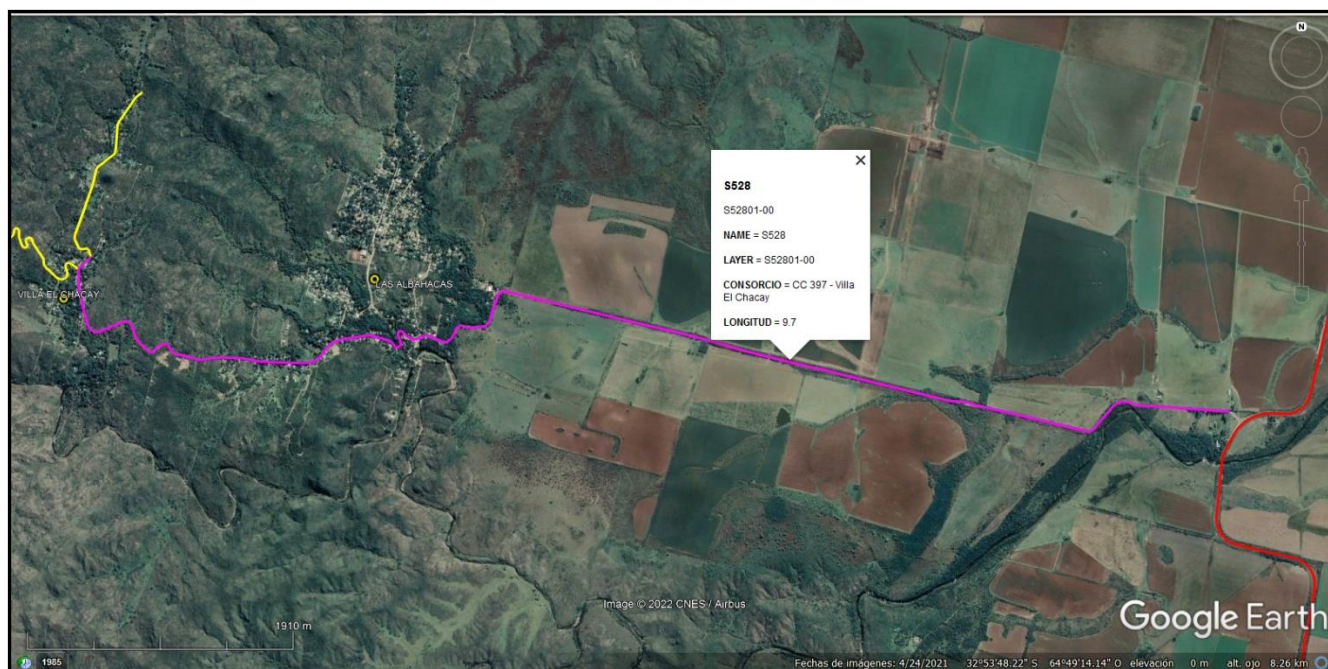 N
S528
S52801-00
NAME = S528
LAYER = S52801-00
CONSORCIO = CC 397 - Villa
El Chacay
LONGITUD = 9.7
VILLA EL CHACAY
LAS ALBAHACAS
Image © 2022 CNES / Airbus
Google Earth
1910 m
1985
Fechas de imágenes: 4/24/2021 32°53'48.22" S 64°49'14.14" O elevación 0 m alt. ojo 8.26 km